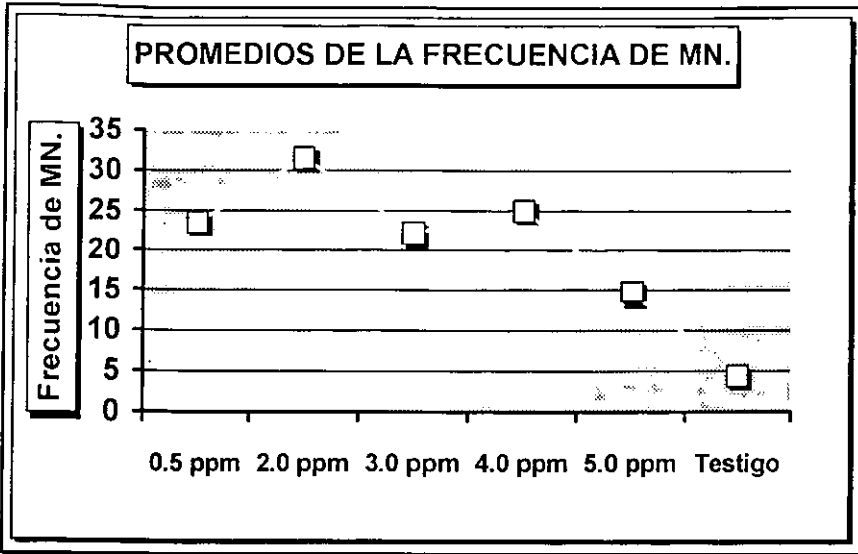 PROMEDIOS DE LA FRECUENCIA DE MN.
Frecuencia de MN.
35
30
25
20
15
10
5
0
0.5 ppm 2.0 ppm 3.0 ppm 4.0 ppm 5.0 ppm Testigo